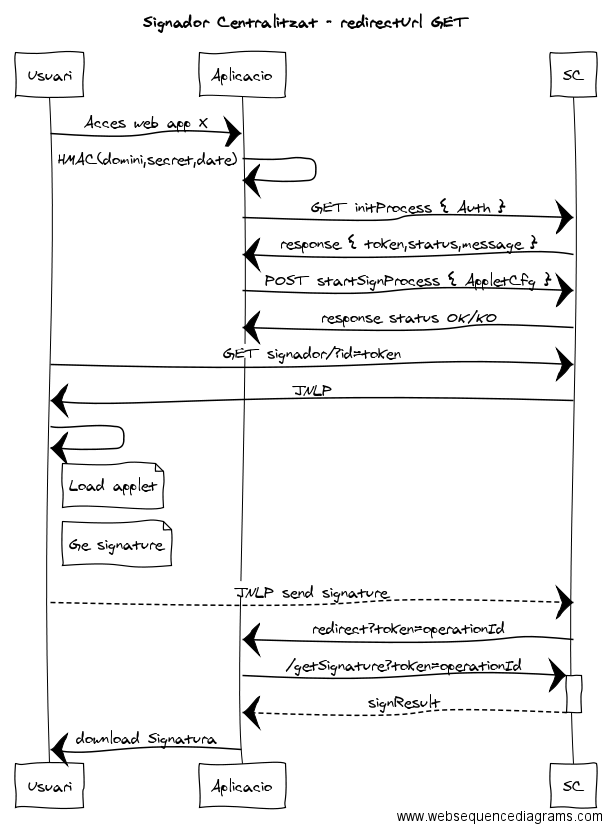 Signador Centralitzat - redirectUrl GET
Usuari
Aplicacio
SC
Acces web app X
HMAC(domini,secret,date)
GET initProcess { Auth }
response { token,status,message }
POST startSignProcess { AppletCfg }
response status OK/KO
GET signador/?id=token
JNLP
Load applet
Ge signature
JNLP send signature
redirect?token=operationId
/getSignature?token=operationId
signResult
download Signatura
Usuari
Aplicacio
SC
www.websequencediagrams.com